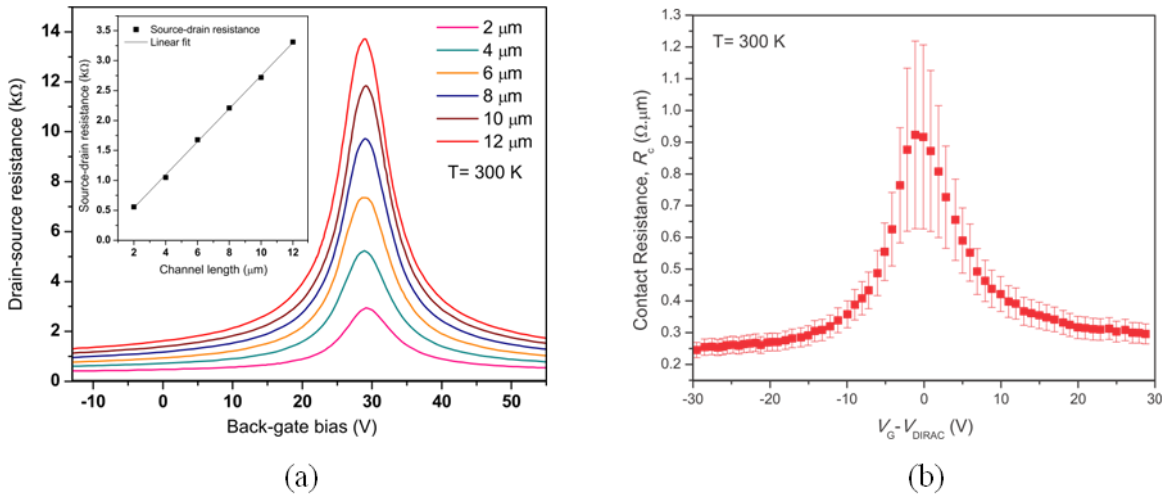 Drain-source resistance (kΩ)
14
12
10
8
6
4
2
0
-10 0 10 20 30 40 50
Back-gate bias (V)
2 μm
4 μm
6 μm
8 μm
10 μm
12 μm
T= 300 K
Source-drain resistance (kΩ)
3.5
3.0
2.5
2.0
1.5
1.0
0.5
0.0
Source-drain resistance
Linear fit
2 4 6 8 10 12
Channel length (μm)
(a)
Contact Resistance, Rc (Ω.μm)
1.3
1.2
1.1
1.0
0.9
0.8
0.7
0.6
0.5
0.4
0.3
0.2
T= 300 K
-30 -20 -10 0 10 20 30
VG-VDIRAC (V)
(b)